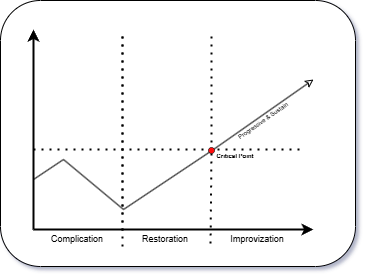 Progressive & Sustain
Critical Point
Complication
Restoration
Improvization